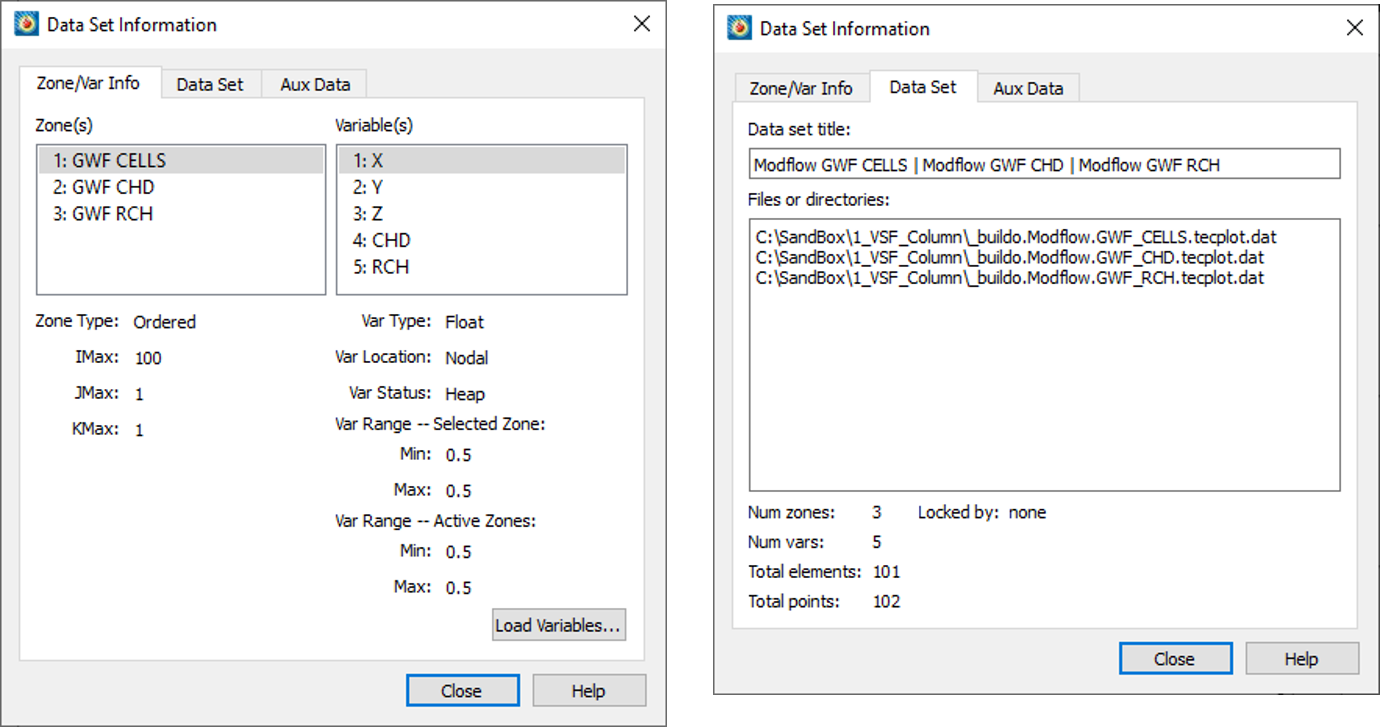 Data Set Information
Zone/Var Info Data Set Aux Data
Zone(s) Variable(s)
1: GWF CELLS
2: GWF CHD
3: GWF RCH
1: X
2: Y
3: Z
4: CHD
5: RCH
Zone Type: Ordered
IMax: 100
JMax: 1
KMax: 1
Var Type: Float
Var Location: Nodal
Var Status: Heap
Var Range -- Selected Zone:
Min: 0.5
Max: 0.5
Var Range -- Active Zones:
Min: 0.5
Max: 0.5
Load Variables...
Close Help
Data Set Information
Zone/Var Info Data Set Aux Data
Data set title:
Modflow GWF CELLS | Modflow GWF CHD | Modflow GWF RCH
Files or directories:
C:\SandBox\1_VSF_Column\_buildo.Modflow.GWF_CELLS.tecplot.dat
C:\SandBox\1_VSF_Column\_buildo.Modflow.GWF_CHD.tecplot.dat
C:\SandBox\1_VSF_Column\_buildo.Modflow.GWF_RCH.tecplot.dat
Num zones: 3 Locked by: none
Num vars: 5
Total elements: 101
Total points: 102
Close Help